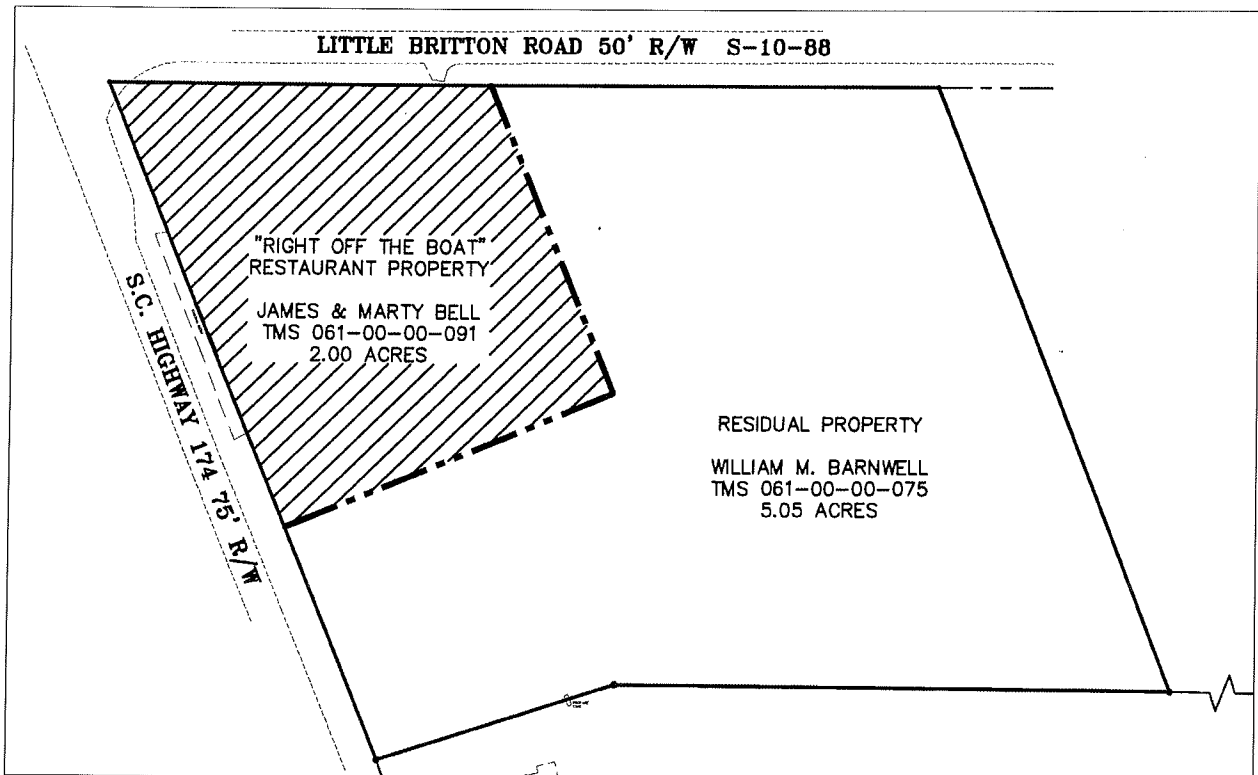 LITTLE BRITTON ROAD 50' R/W S-10-88
"RIGHT OFF THE BOAT"
RESTAURANT PROPERTY
JAMES & MARTY BELL
TMS 061-00-00-091
2.00 ACRES
S.C. HIGHWAY 174 75' R/W
RESIDUAL PROPERTY
WILLIAM M. BARNWELL
TMS 061-00-00-075
5.05 ACRES